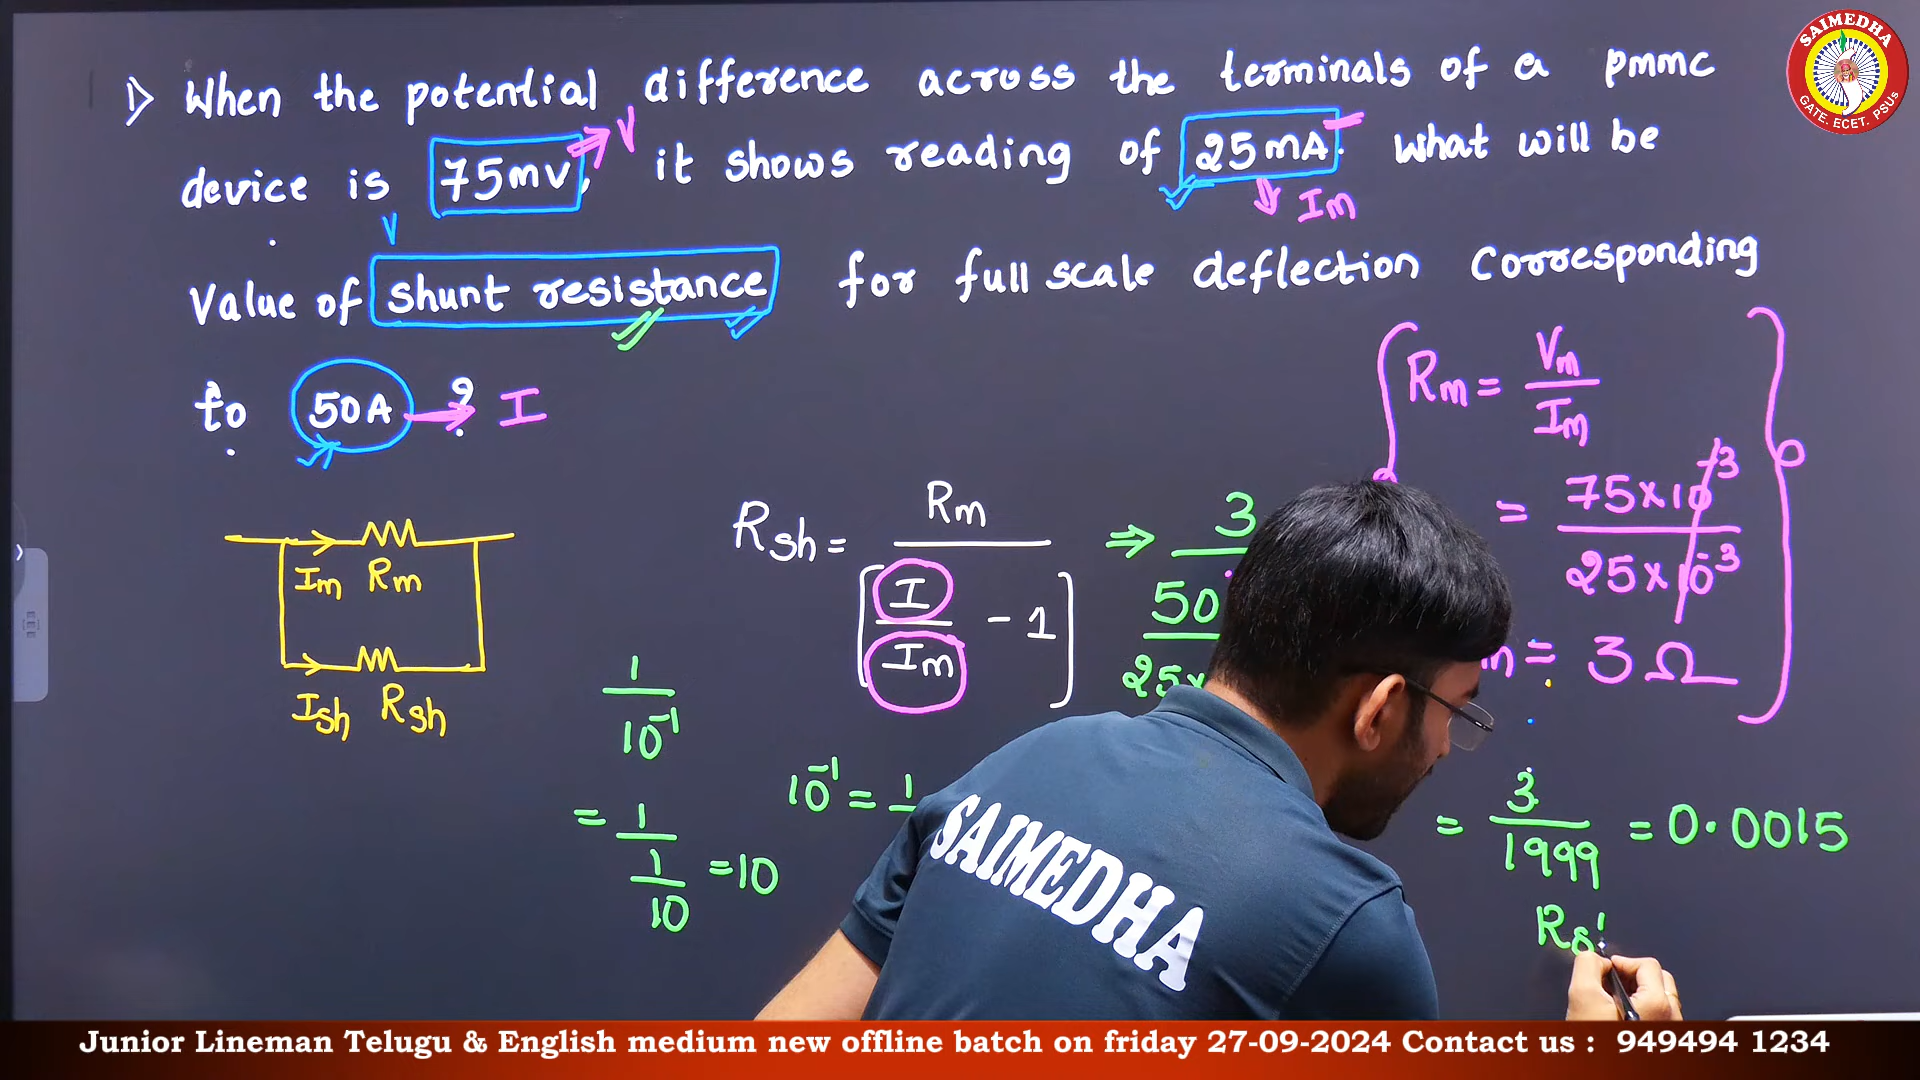 When the potential difference across the terminals of a PMMC
device is 75mV, it shows reading of 25mA. What will be
Value of shunt resistance for full scale deflection Corresponding
to 50A ?
V
V
Im
I
Rm = Vm / Im
= 75×10-3 / 25×10-3
= 3Ω
Im Rm
Ish Rsh
Rsh = Rm / [I / Im - 1]
⇒ 3
50
25×
1 / 10-1
= 1 / 1 / 10 = 10
10-1 = 1
= 3 / 1999 = 0.0015
SAIMEDHA
SAIMEDHA
GATE. ECET. PSUs
Junior Lineman Telugu & English medium new offline batch on friday 27-09-2024 Contact us : 949494 1234